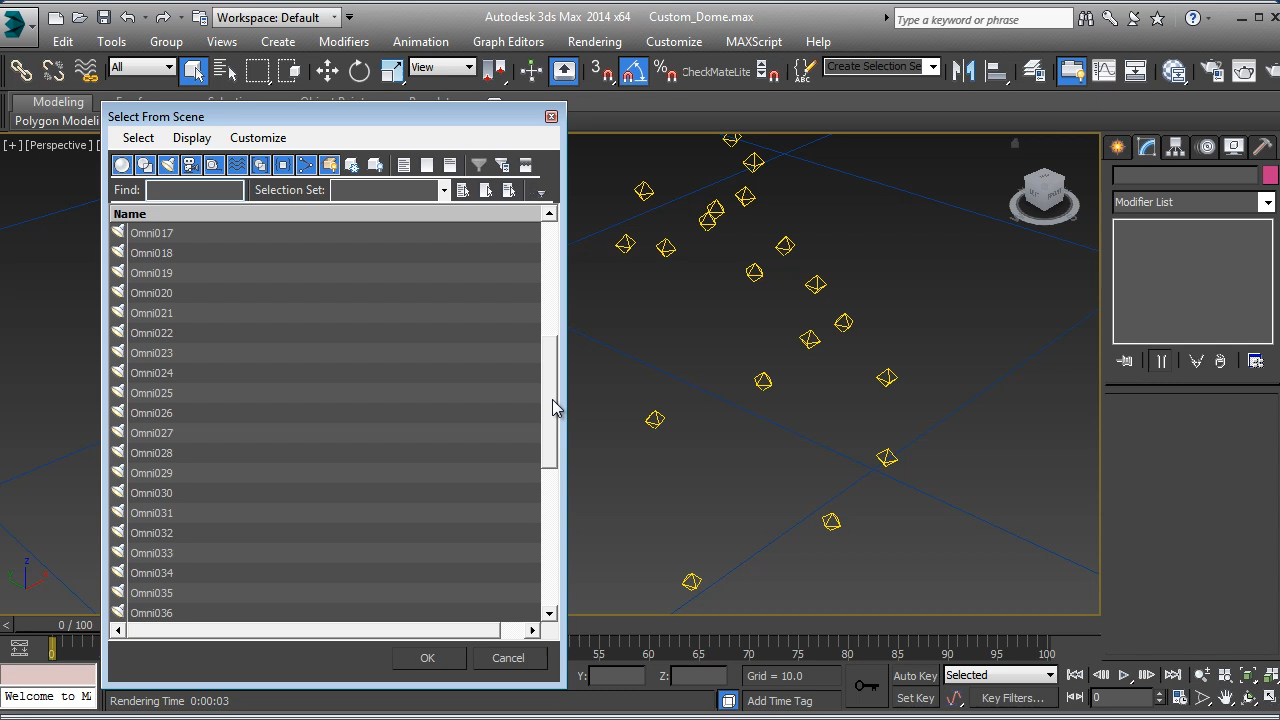 Workspace: Default
Autodesk 3ds Max 2014 x64 Custom_Dome.max
Type a keyword or phrase
Edit Tools Group Views Create Modifiers Animation Graph Editors Rendering Customize MAXScript Help
All
View
3
CheckMateLite
ABC
Create Selection Se
Modeling
Polygon Modeli
[+][Perspective ]
Select From Scene
Select Display Customize
Find:
Selection Set:
Name
Omni017
Omni018
Omni019
Omni020
Omni021
Omni022
Omni023
Omni024
Omni025
Omni026
Omni027
Omni028
Omni029
Omni030
Omni031
Omni032
Omni033
Omni034
Omni035
Omni036
OK Cancel
Modifier List
z
0 / 100
0
55 60 65 70 75 80 85 90 95 100
Y: Z: Grid = 10.0
Auto Key Selected
Welcome to M
Rendering Time 0:00:03
Add Time Tag
Set Key Key Filters... 0